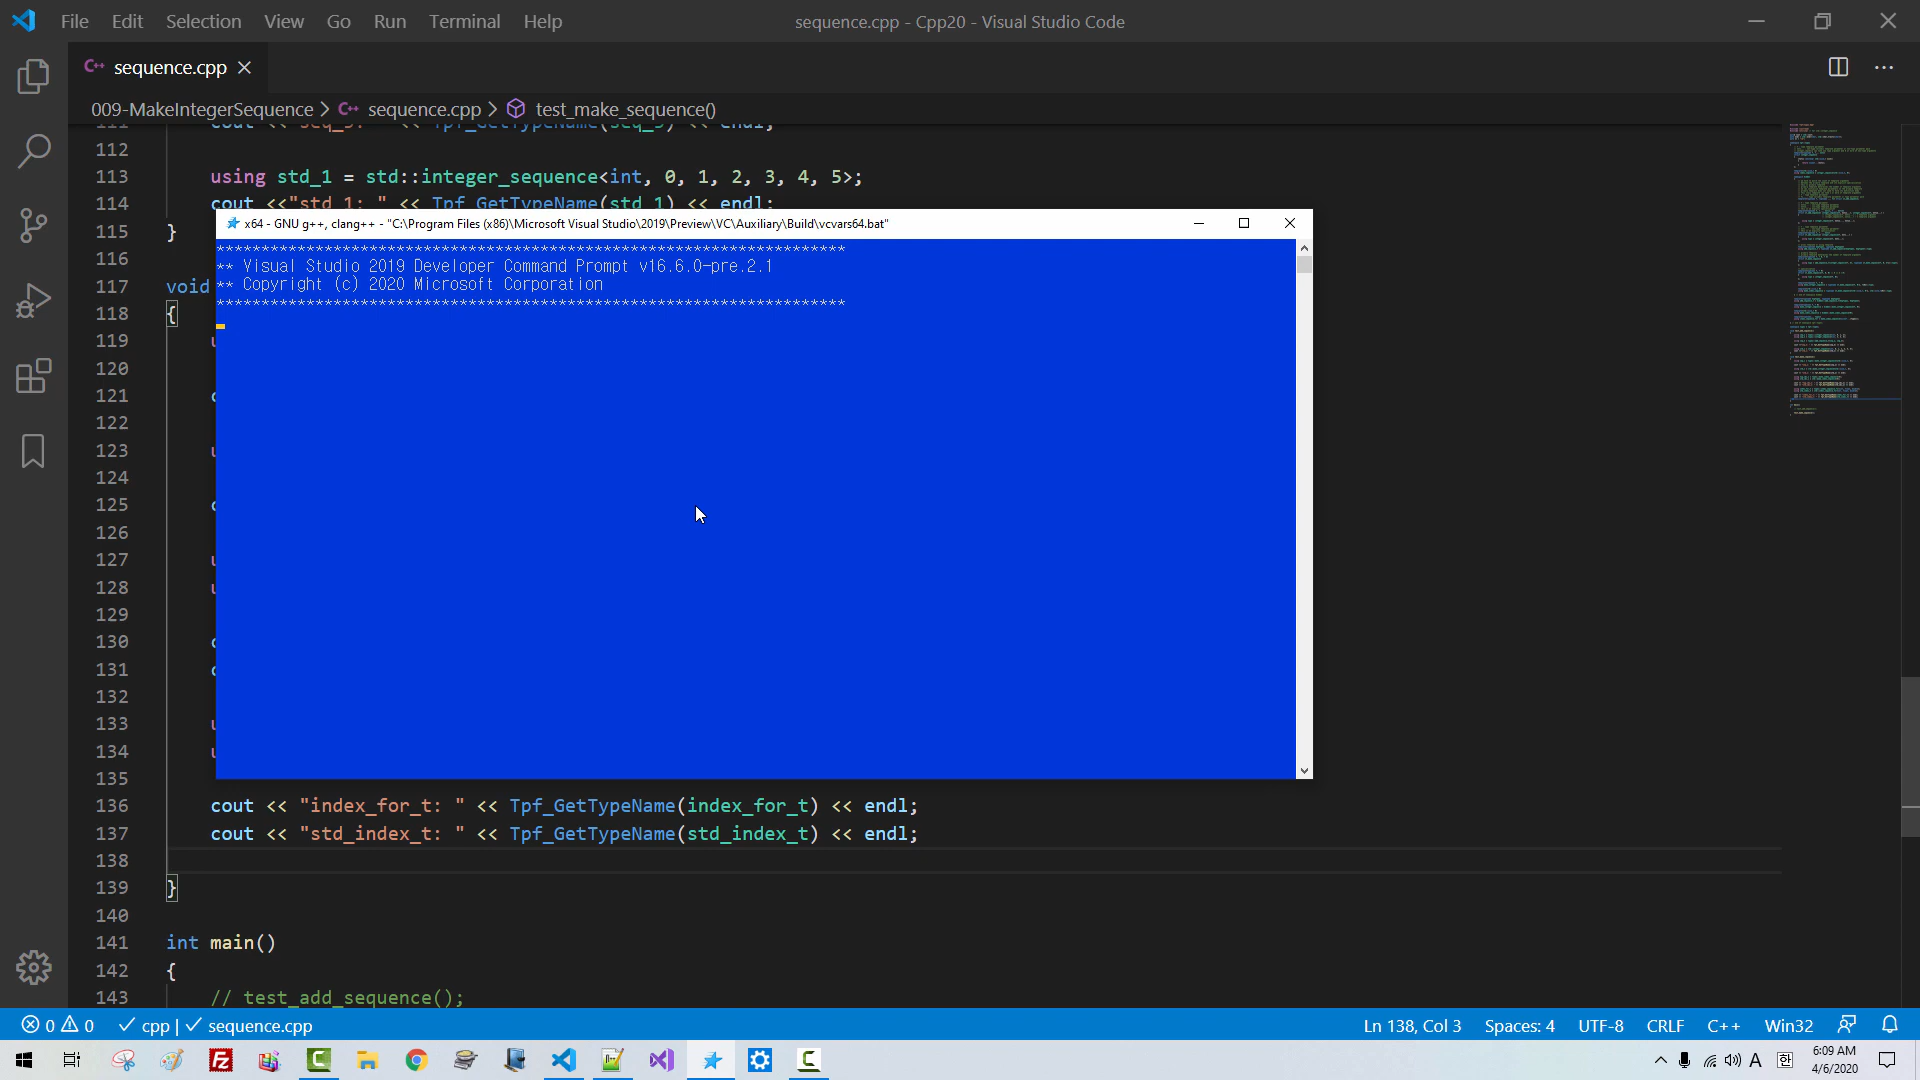 File Edit Selection View Go Run Terminal Help
sequence.cpp - Cpp20 - Visual Studio Code
C++ sequence.cpp
009-MakeIntegerSequence > C++ sequence.cpp > test_make_sequence()
112
113 using std_1 = std::integer_sequence<int, 0, 1, 2, 3, 4, 5>;
114 cout <<"std_1: " << Tpf_GetTypeName(std_1) << endl;
115 }
116
117 void
118 {
119
120
121
122
123
124
125
126
127
128
129
130
131
132
133
134
135
x64 - GNU g++, clang++ - "C:\Program Files (x86)\Microsoft Visual Studio\2019\Preview\VC\Auxiliary\Build\vcvars64.bat"
**********************************************************************
** Visual Studio 2019 Developer Command Prompt v16.6.0-pre.2.1
** Copyright (c) 2020 Microsoft Corporation
**********************************************************************
136 cout << "index_for_t: " << Tpf_GetTypeName(index_for_t) << endl;
137 cout << "std_index_t: " << Tpf_GetTypeName(std_index_t) << endl;
138
139 }
140
141 int main()
142 {
143 // test_add_sequence();
0 0 cpp | sequence.cpp
Ln 138, Col 3 Spaces: 4 UTF-8 CRLF C++ Win32
A 한 6:09 AM
4/6/2020